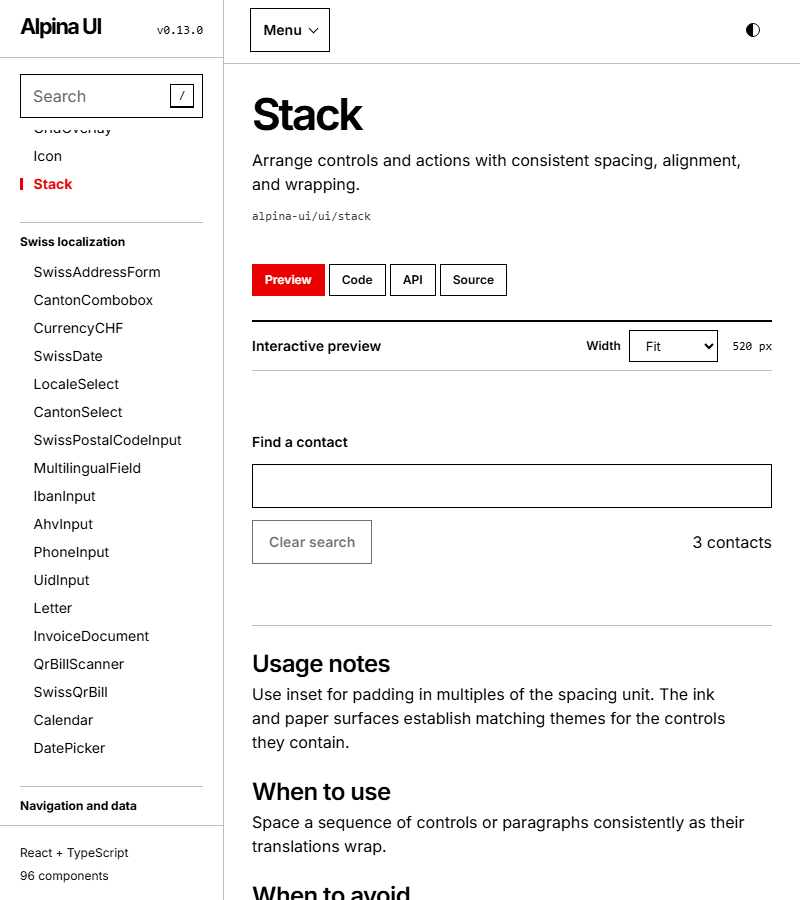 Alpina UI
v0.13.0
Search
/
GridOverlay
Icon
Stack
Swiss localization
SwissAddressForm
CantonCombobox
CurrencyCHF
SwissDate
LocaleSelect
CantonSelect
SwissPostalCodeInput
MultilingualField
IbanInput
AhvInput
PhoneInput
UidInput
Letter
InvoiceDocument
QrBillScanner
SwissQrBill
Calendar
DatePicker
Navigation and data
React + TypeScript
96 components
Menu
Stack
Arrange controls and actions with consistent spacing, alignment,
and wrapping.
alpina-ui/ui/stack
Preview Code API Source
Interactive preview Width Fit 520 px
Find a contact
Clear search 3 contacts
Usage notes
Use inset for padding in multiples of the spacing unit. The ink
and paper surfaces establish matching themes for the controls
they contain.
When to use
Space a sequence of controls or paragraphs consistently as their
translations wrap.
When to avoid